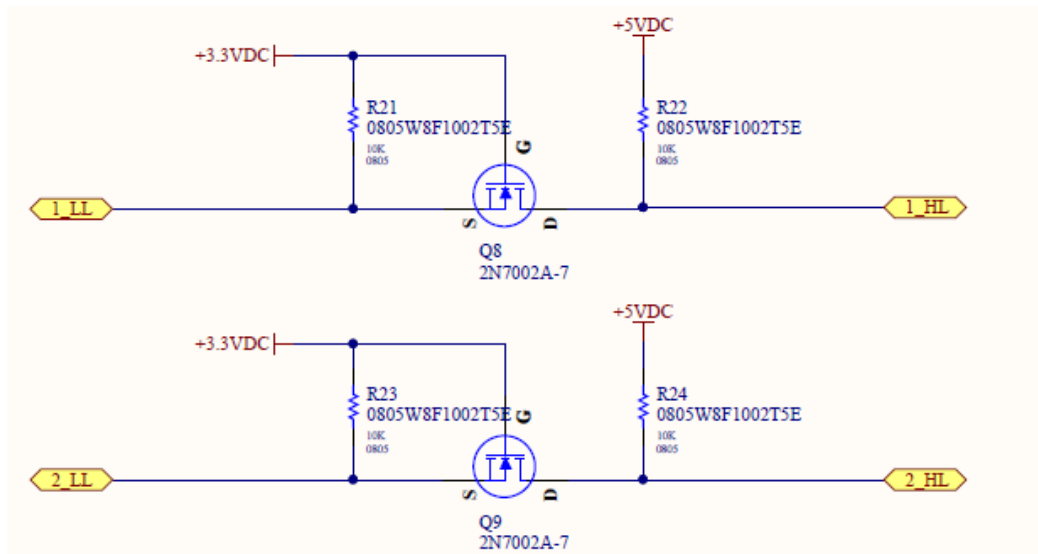 +5VDC
+3.3VDC
R21
0805W8F1002T5E
10K
0805
R22
0805W8F1002T5E
10K
0805
G
1_LL
1_HL
S
D
Q8
2N7002A-7
+5VDC
+3.3VDC
R23
0805W8F1002T5E
10K
0805
R24
0805W8F1002T5E
10K
0805
G
2_LL
2_HL
S
D
Q9
2N7002A-7